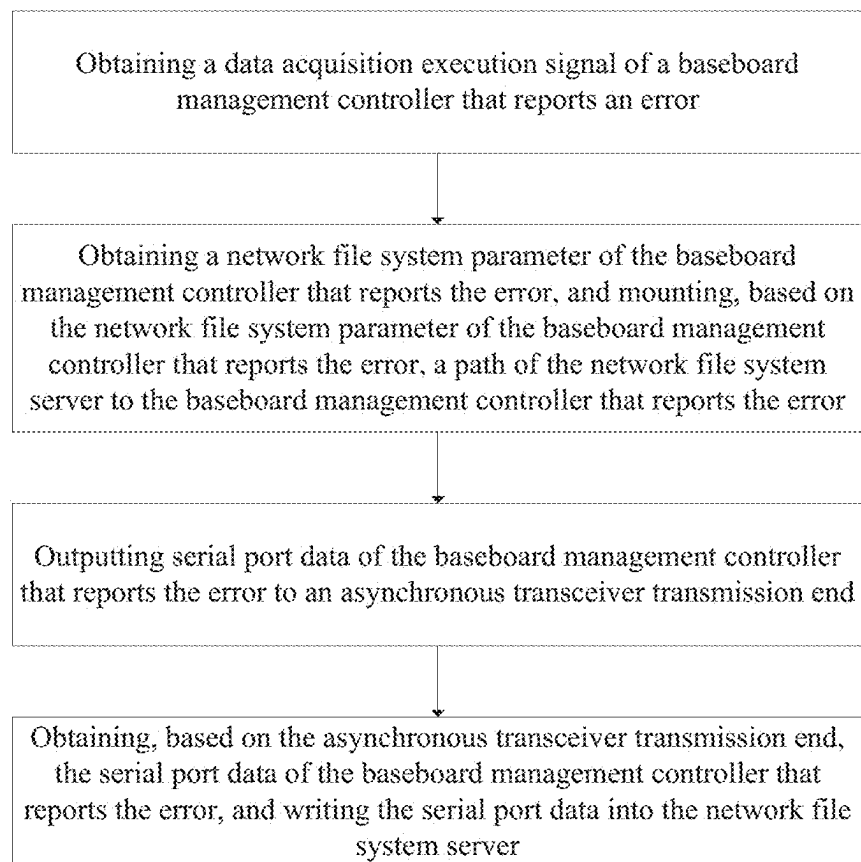 Obtaining a data acquisition execution signal of a baseboard
management controller that reports an error
Obtaining a network file system parameter of the baseboard
management controller that reports the error, and mounting, based on
the network file system parameter of the baseboard management
controller that reports the error, a path of the network file system
server to the baseboard management controller that reports the error
Outputting serial port data of the baseboard management controller
that reports the error to an asynchronous transceiver transmission end
Obtaining, based on the asynchronous transceiver transmission end,
the serial port data of the baseboard management controller that
reports the error, and writing the serial port data into the network file
system server